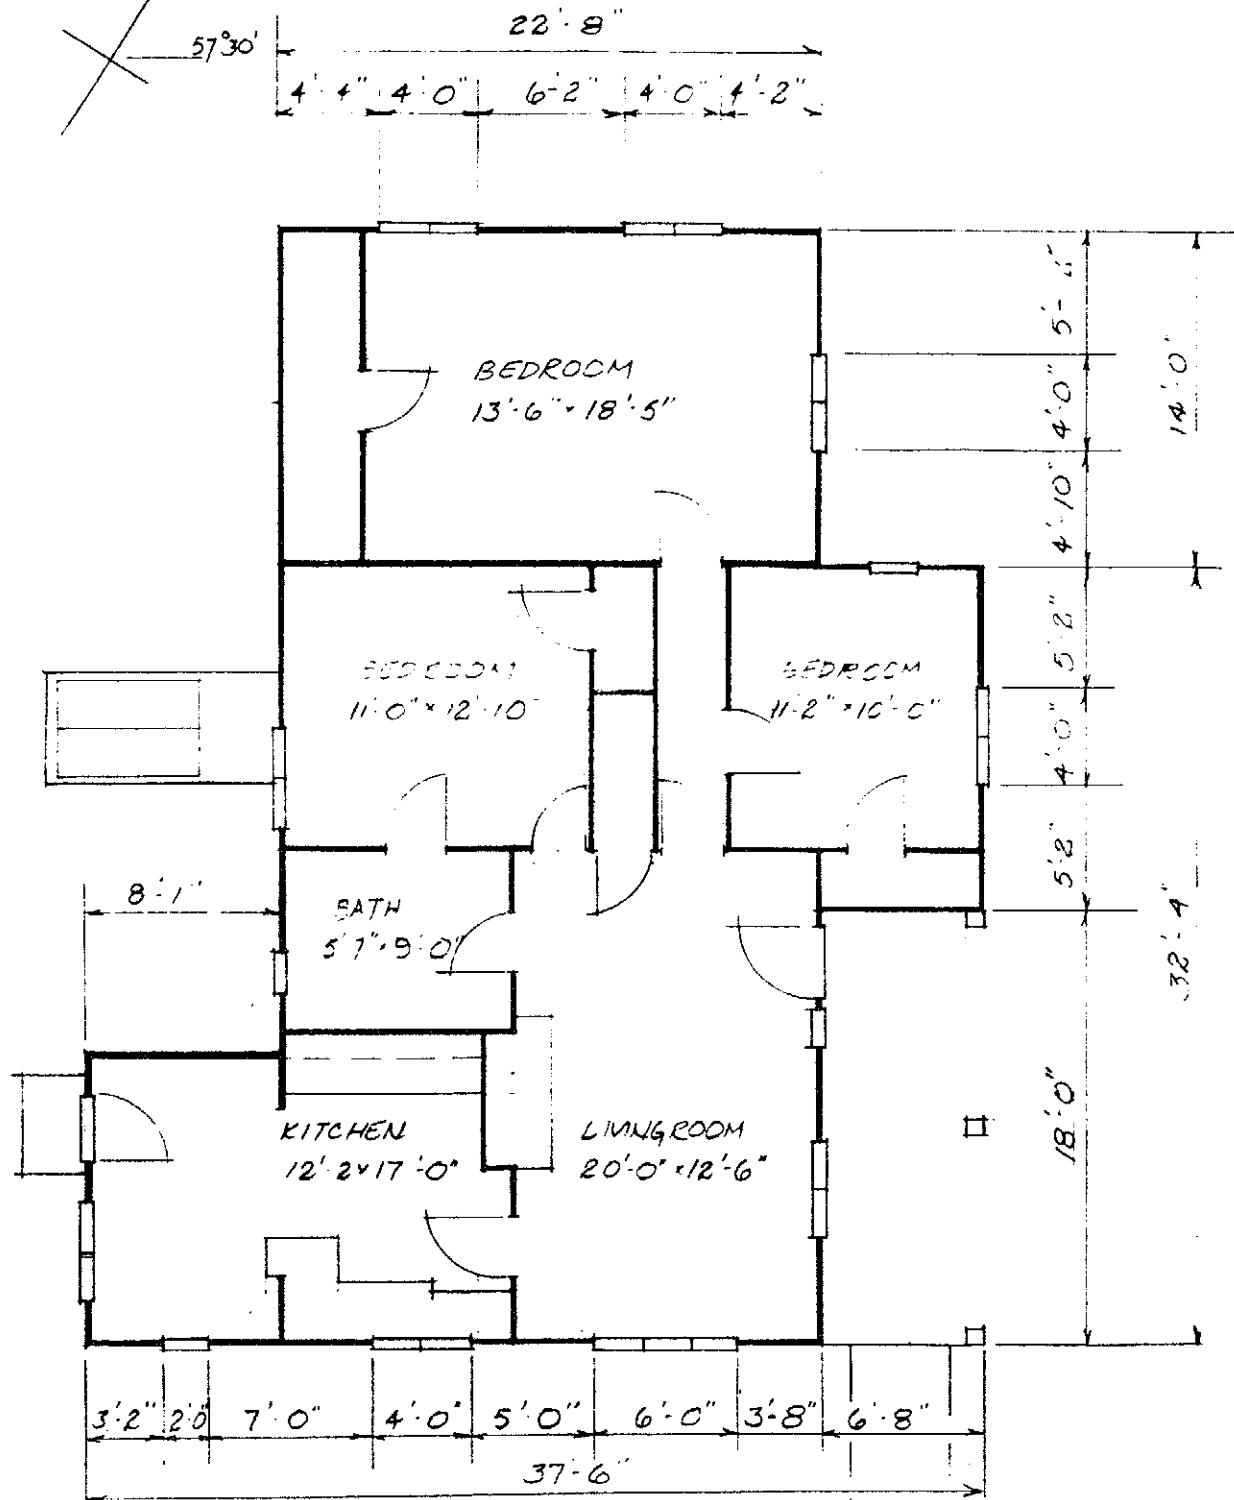 22'-8"
57°30'
4'-4" 4'-0" 6'-2" 4'-0" 4'-2"
14'-0"
4'-0"
4'-10"
BEDROOM
13'-6" × 18'-5"
BEDROOM
11'-0" × 12'-10"
BEDROOM
11'-2" × 10'-0"
5'-2"
4'-0"
5'-2"
32'-4"
8'-1"
BATH
5'7" × 9'-0"
18'-0"
KITCHEN
12'-2 × 17'-0"
LIVINGROOM
20'-0" × 12'-6"
3'-2" 2'-0" 7'-0" 4'-0" 5'-0" 6'-0" 3'-8" 6'-8"
37'-6"